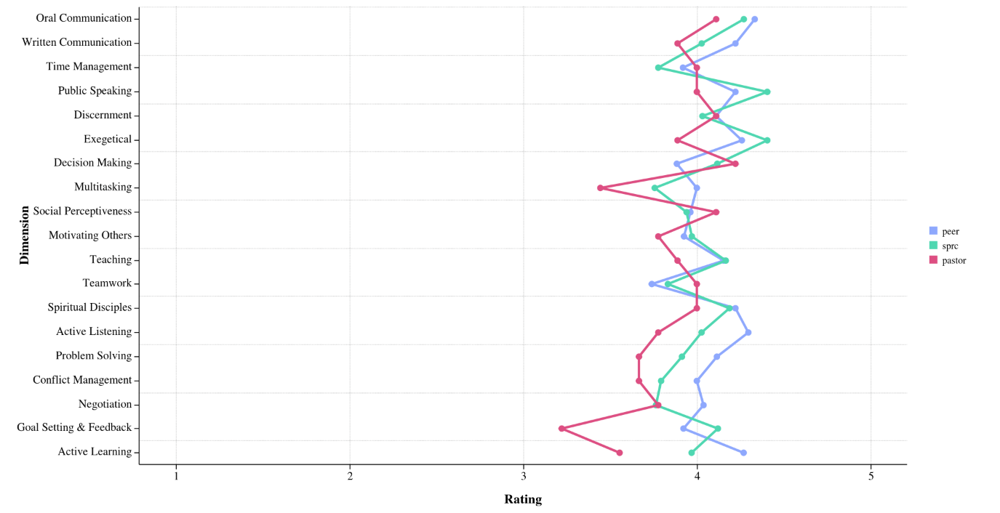 Oral Communication
Written Communication
Time Management
Public Speaking
Discernment
Exegetical
Decision Making
Multitasking
Social Perceptiveness
Motivating Others
Teaching
Teamwork
Spiritual Disciples
Active Listening
Problem Solving
Conflict Management
Negotiation
Goal Setting & Feedback
Active Learning
Dimension
1 2 3 4 5
Rating
peer
sprc
pastor